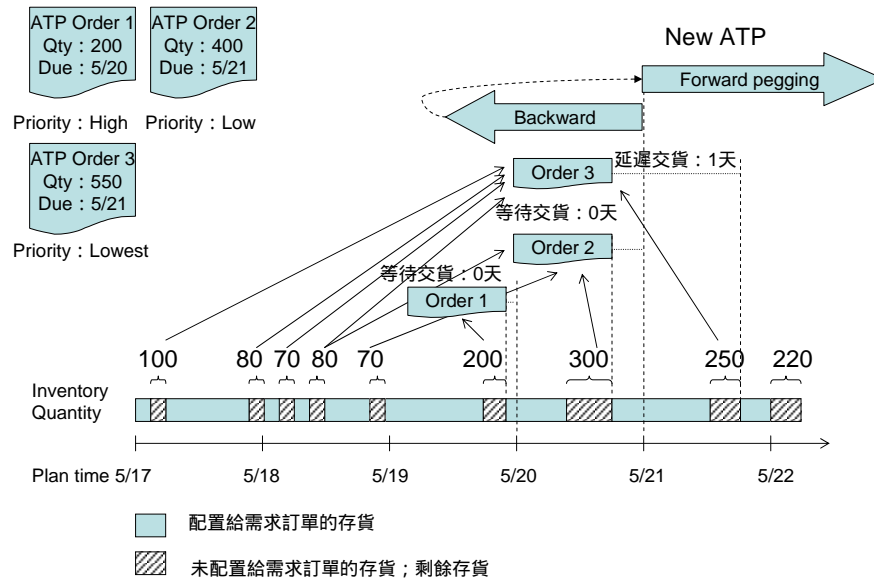 ATP Order 1
Qty：200
Due：5/20
ATP Order 2
Qty：400
Due：5/21
Priority：High
Priority：Low
ATP Order 3
Qty：550
Due：5/21
Priority：Lowest
New ATP
Forward pegging
Backward
延遲交貨：1天
Order 3
等待交貨：0天
Order 2
等待交貨：0天
Order 1
100
80
70
80
70
200
300
250
220
Inventory
Quantity
Plan time 5/17
5/18
5/19
5/20
5/21
5/22
配置給需求訂單的存貨
未配置給需求訂單的存貨；剩餘存貨